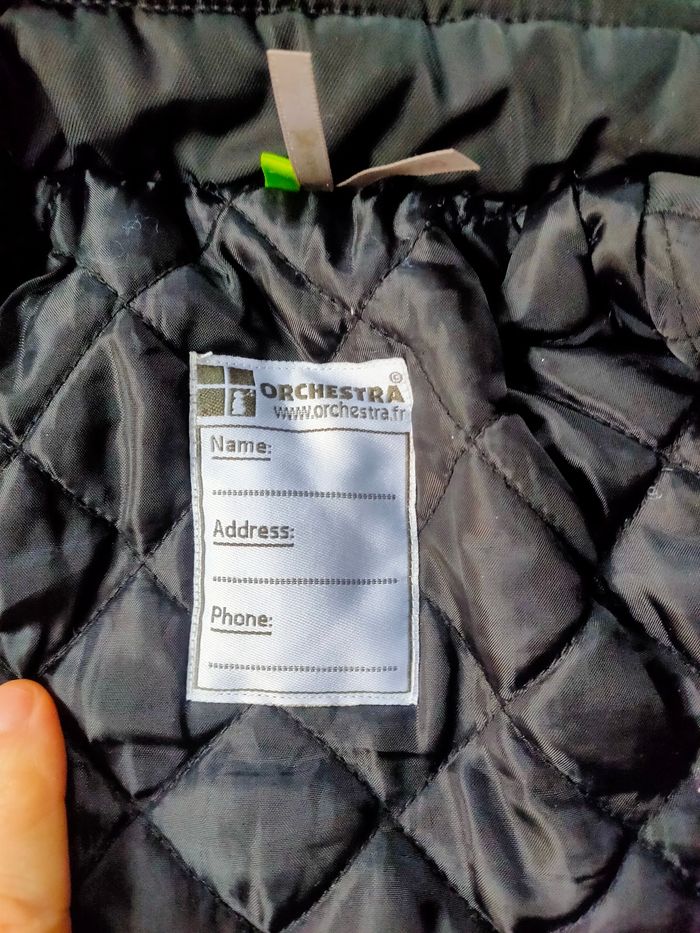 ORCHESTRA ©
www.orchestra.fr
Name:
Address:
Phone: